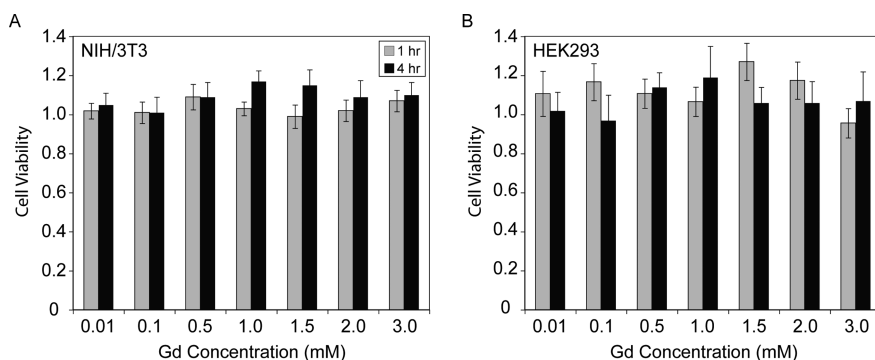 A
NIH/3T3
1 hr
4 hr
Cell Viability
1.4
1.2
1.0
0.8
0.6
0.4
0.2
0
0.01 0.1 0.5 1.0 1.5 2.0 3.0
Gd Concentration (mM)
B
HEK293
Cell Viability
1.4
1.2
1.0
0.8
0.6
0.4
0.2
0
0.01 0.1 0.5 1.0 1.5 2.0 3.0
Gd Concentration (mM)